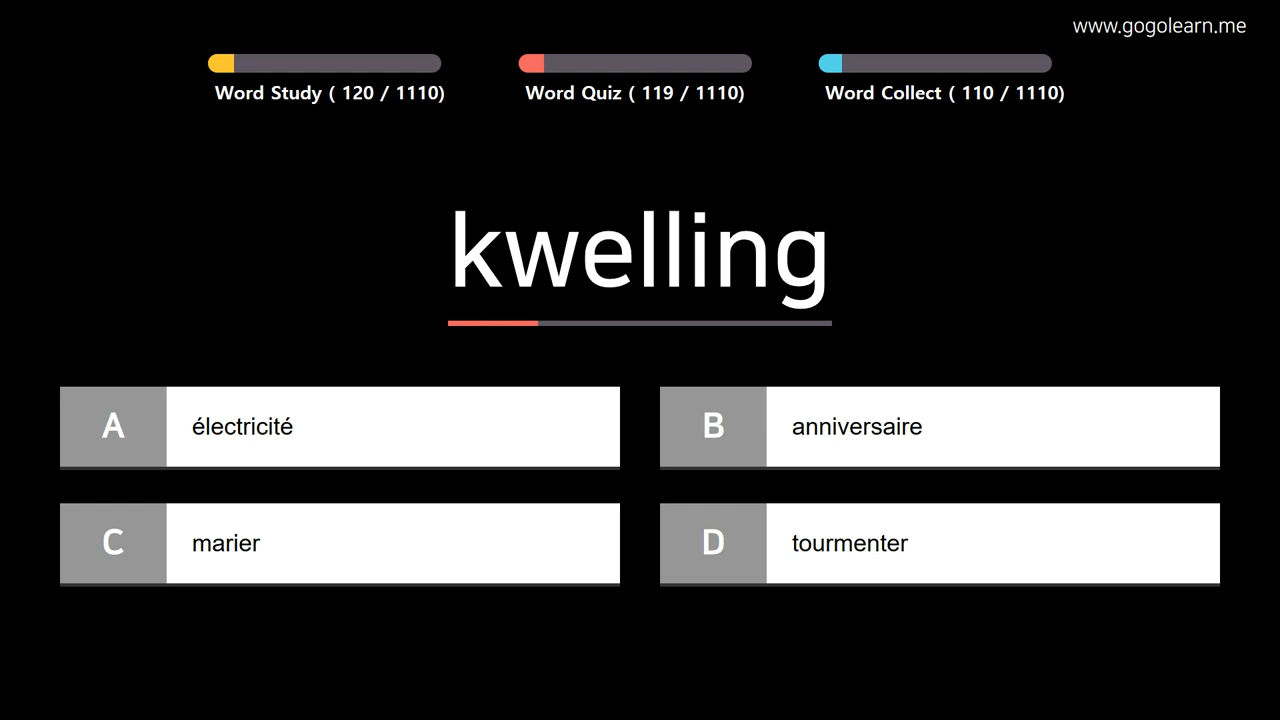 www.gogolearn.me
Word Study ( 120 / 1110)
Word Quiz ( 119 / 1110)
Word Collect ( 110 / 1110)
kwelling
A électricité
B anniversaire
C marier
D tourmenter